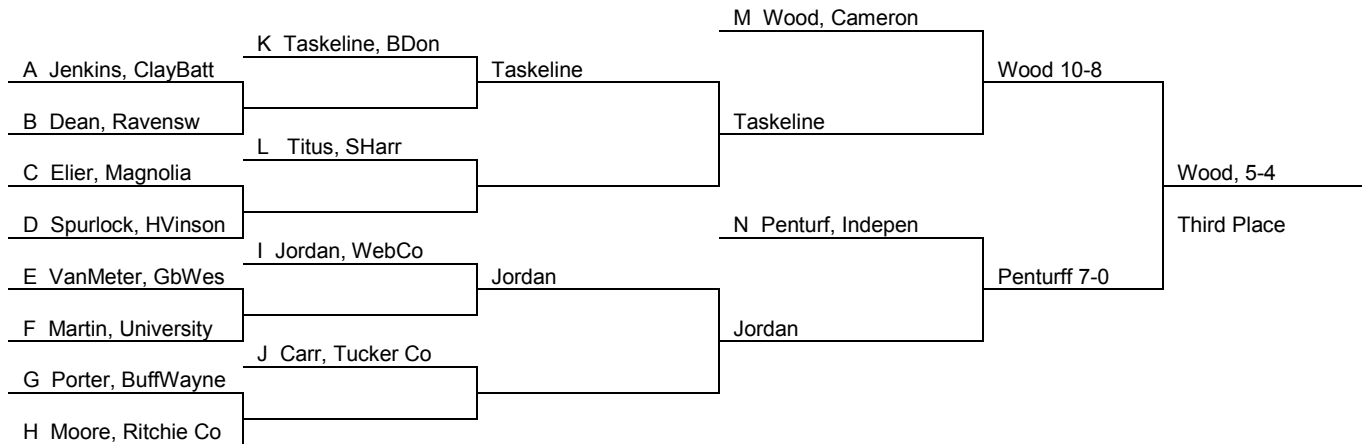 M Wood, Cameron
K Taskeline, BDon
A Jenkins, ClayBatt
Taskeline
Wood 10-8
B Dean, Ravensw
Taskeline
L Titus, SHarr
C Elier, Magnolia
Wood, 5-4
D Spurlock, HVinson
N Penturf, Indepen
Third Place
I Jordan, WebCo
E VanMeter, GbWes
Jordan
Penturff 7-0
F Martin, University
Jordan
J Carr, Tucker Co
G Porter, BuffWayne
H Moore, Ritchie Co